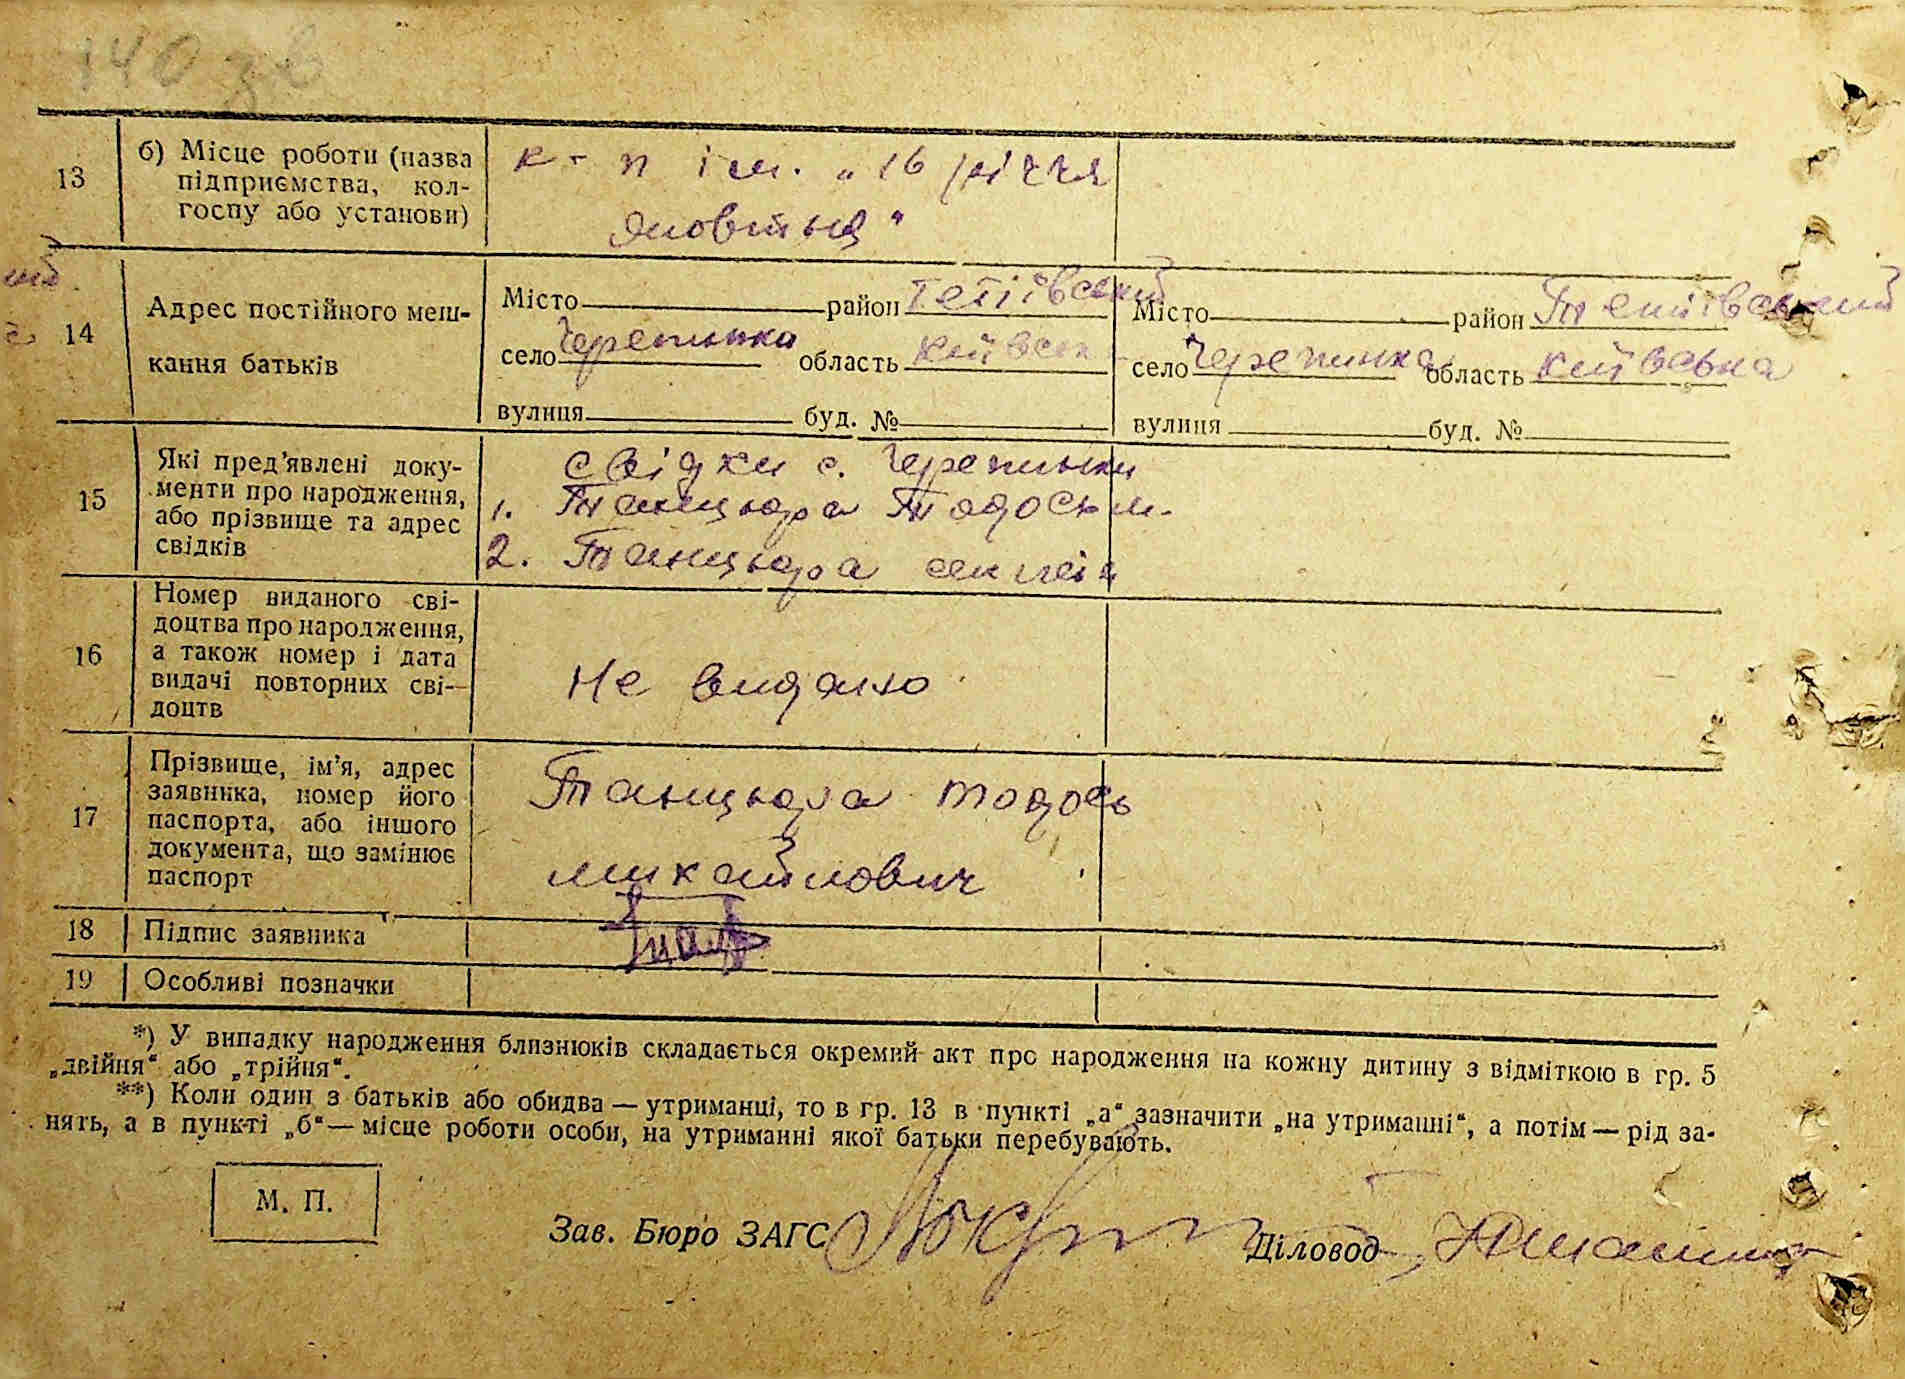 140 зв
13
б) Місце роботи (назва
підприємства, кол-
госпу або установи)
к-п ім. „16 річчя
Жовтня“
14
Адрес постійного меш-
кання батьків
Місто район Тетіївський
село Черепинка область Київськ
вулиця буд. №
Місто район Тетіївський
село Черепинка область Київська
вулиця буд. №
15
Які пред’явлені доку-
менти про народження,
або прізвище та адрес
свідків
свідки с. Черепинки
1. Танцюра Тодось м.
2. Танцюра
16
Номер виданого сві-
доцтва про народження,
а також номер і дата
видачі повторних сві-
доцтв
Не видано
17
Прізвище, ім’я, адрес
заявника, номер його
паспорта, або іншого
документа, що замінює
паспорт
Танцюра тодось
михайлович
18
Підпис заявника
19
Особливі позначки
*) У випадку народження близнюків складається окремий акт про народження на кожну дитину з відміткою в гр. 5
„двійня“ або „трійня“.
**) Коли один з батьків або обидва — утриманці, то в гр. 13 в пункті „а“ зазначити „на утриманні“, а потім — рід за-
нять, а в пункті „б“ — місце роботи особи, на утриманні якої батьки перебувають.
М. П.
Зав. Бюро ЗАГС
Діловод